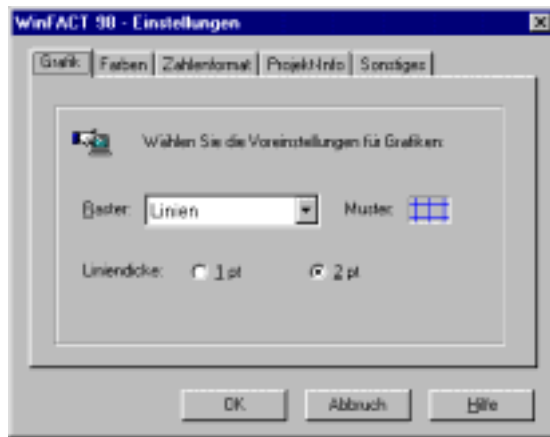 WinFACT 98 - Einstellungen
Grafik Farben Zahlenformat Projekt-Info Sonstiges
Wählen Sie die Voreinstellungen für Grafiken:
Raster: Linien Muster:
Liniendicke: 1 pt 2 pt
OK Abbruch Hilfe